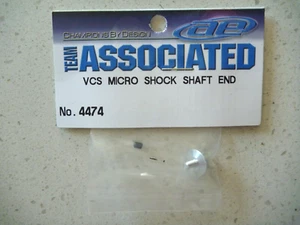 CHAMPIONS BY DESIGN
TEAM
ASSOCIATED
ae
VCS MICRO SHOCK SHAFT END
No. 4474